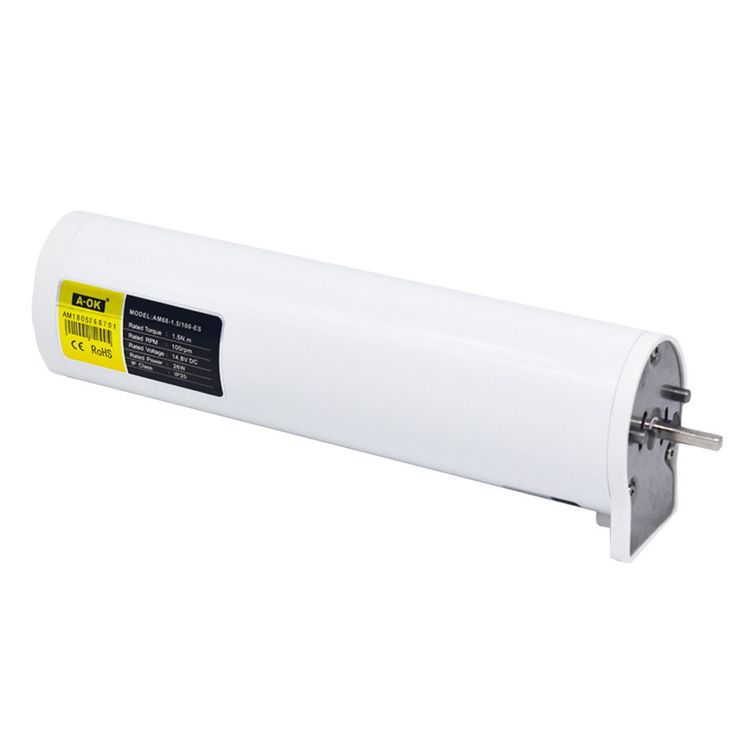 A-OK
AM1805260701
CE RoHS
MODEL:AM68-1.5/100-ES
Rated Torque : 1.5N.m
Rated RPM : 100rpm
Rated Voltage : 14.8V DC
Rated Power : 26W
IP Class : IP20